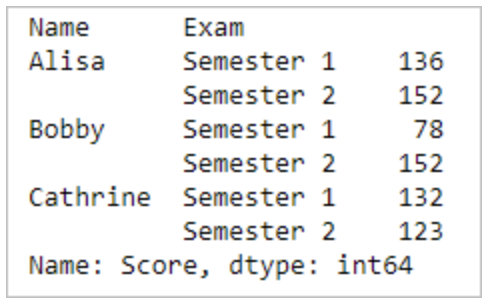 Name      Exam
Alisa     Semester 1    136
          Semester 2    152
Bobby     Semester 1     78
          Semester 2    152
Cathrine  Semester 1    132
          Semester 2    123
Name: Score, dtype: int64